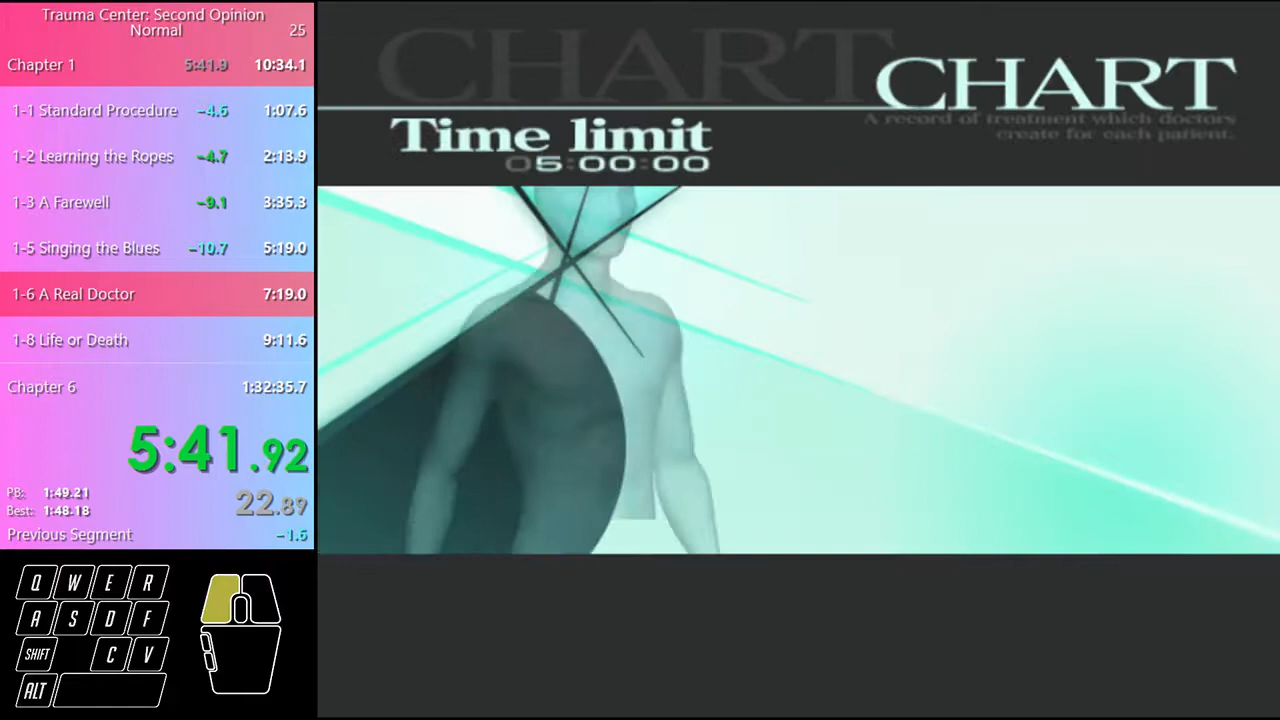 Trauma Center: Second Opinion
Normal 25
Chapter 1 5:41.9 10:34.1
1-1 Standard Procedure -4.6 1:07.6
1-2 Learning the Ropes -4.7 2:13.9
1-3 A Farewell -9.1 3:35.3
1-5 Singing the Blues -10.7 5:19.0
1-6 A Real Doctor 7:19.0
1-8 Life or Death 9:11.6
Chapter 6 1:32:35.7
5:41.92
PB: 1:49.21 22.89
Best: 1:48.18
Previous Segment -1.6
Q W E R
A S D F
SHIFT C V
ALT
CHART
CHART
A record of treatment which doctors
create for each patient.
Time limit
05:00:00